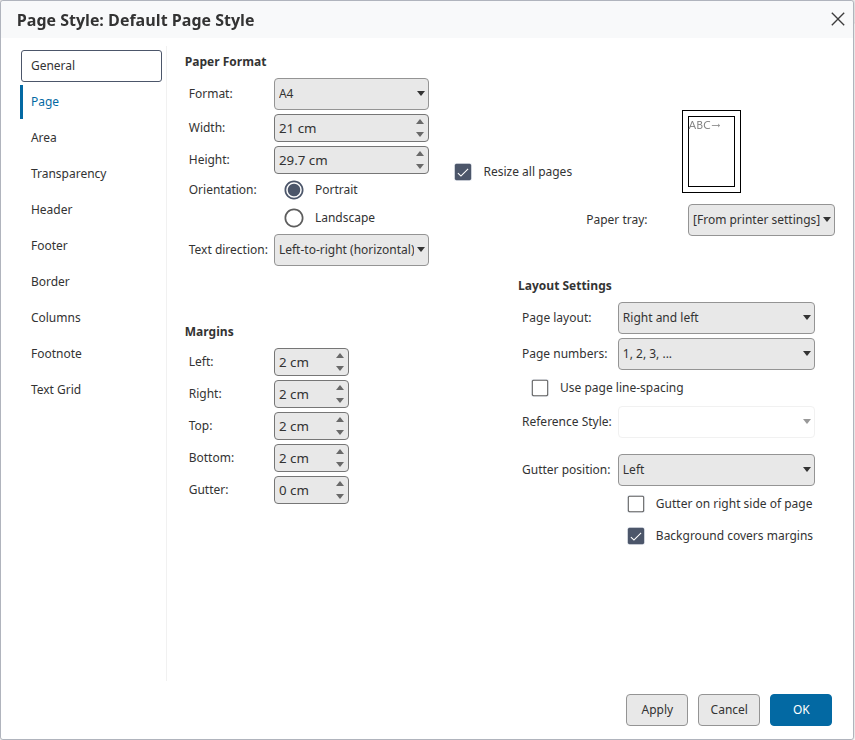 Page Style: Default Page Style
General
Page
Area
Transparency
Header
Footer
Border
Columns
Footnote
Text Grid
Paper Format
Format: A4
Width: 21 cm
Height: 29.7 cm
Orientation: Portrait
Landscape
Text direction: Left-to-right (horizontal)
Resize all pages
ABC→
Paper tray: [From printer settings]
Margins
Left: 2 cm
Right: 2 cm
Top: 2 cm
Bottom: 2 cm
Gutter: 0 cm
Layout Settings
Page layout: Right and left
Page numbers: 1, 2, 3, ...
Use page line-spacing
Reference Style:
Gutter position: Left
Gutter on right side of page
Background covers margins
Apply Cancel OK